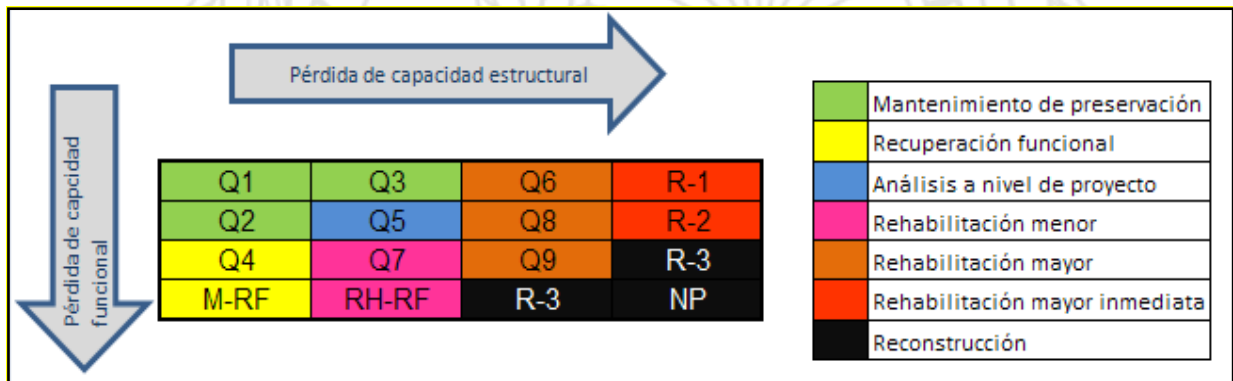 Pérdida de capacidad estructural
Pérdida de capcidad
funcional
Q1 Q3 Q6 R-1
Q2 Q5 Q8 R-2
Q4 Q7 Q9 R-3
M-RF RH-RF R-3 NP
Mantenimiento de preservación
Recuperación funcional
Análisis a nivel de proyecto
Rehabilitación menor
Rehabilitación mayor
Rehabilitación mayor inmediata
Reconstrucción